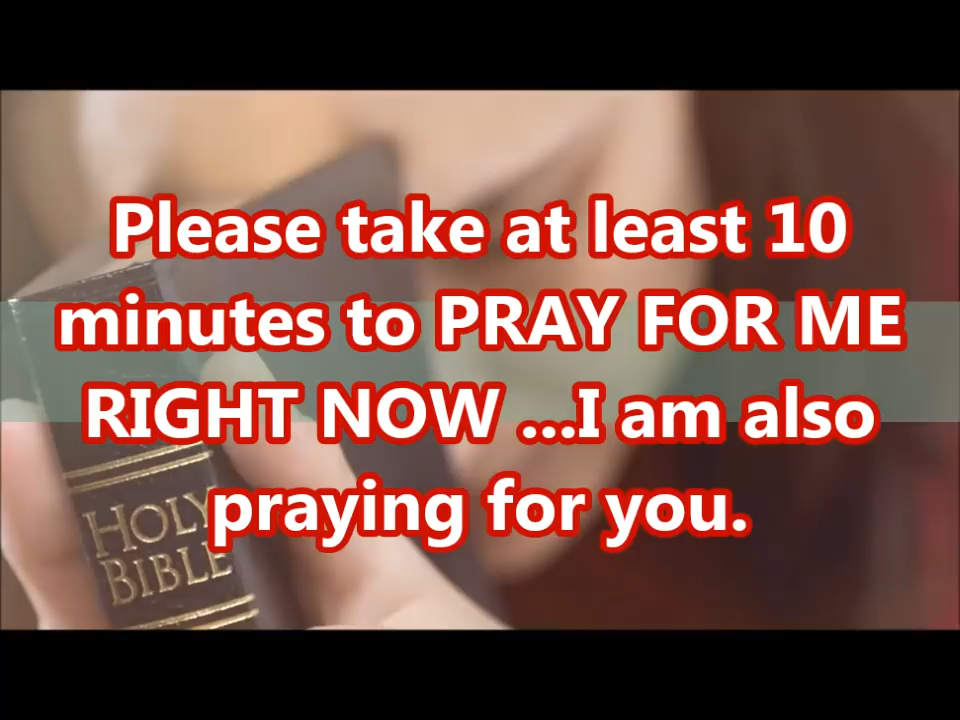 Please take at least 10
minutes to PRAY FOR ME
RIGHT NOW ...I am also
praying for you.
HOLY
BIBLE